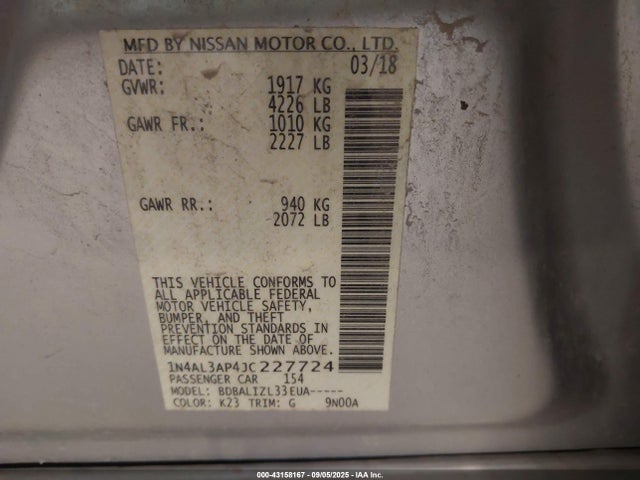 MFD BY NISSAN MOTOR CO., LTD.
DATE: 03/18
GVWR: 1917 KG
4226 LB
GAWR FR.: 1010 KG
2227 LB
GAWR RR.: 940 KG
2072 LB
THIS VEHICLE CONFORMS TO
ALL APPLICABLE FEDERAL
MOTOR VEHICLE SAFETY,
BUMPER, AND THEFT
PREVENTION STANDARDS IN
EFFECT ON THE DATE OF
MANUFACTURE SHOWN ABOVE.
1N4AL3AP4JC227724
PASSENGER CAR 154
MODEL: BDBALIZL33EUA-----
COLOR: K23 TRIM: G 9N00A
000-43158167 • 09/05/2025 • IAA Inc.